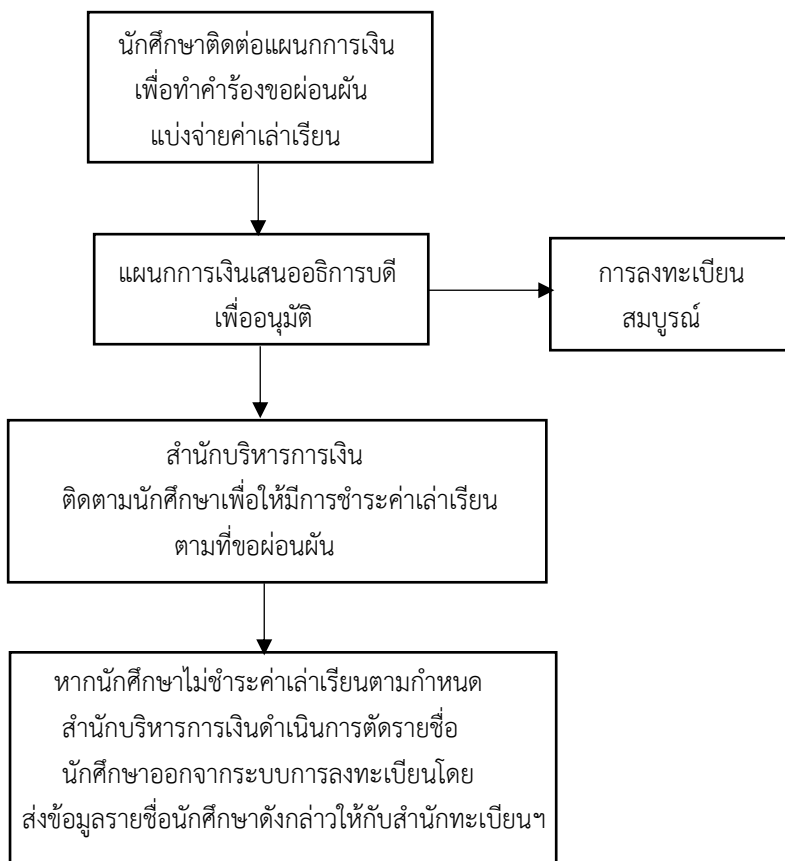 นักศึกษาติดต่อแผนกการเงิน
เพื่อทำคำร้องขอผ่อนผัน
แบ่งจ่ายค่าเล่าเรียน
แผนกการเงินเสนออธิการบดี
เพื่ออนุมัติ
การลงทะเบียน
สมบูรณ์
สำนักบริหารการเงิน
ติดตามนักศึกษาเพื่อให้มีการชำระค่าเล่าเรียน
ตามที่ขอผ่อนผัน
หากนักศึกษาไม่ชำระค่าเล่าเรียนตามกำหนด
สำนักบริหารการเงินดำเนินการตัดรายชื่อ
นักศึกษาออกจากระบบการลงทะเบียนโดย
ส่งข้อมูลรายชื่อนักศึกษาดังกล่าวให้กับสำนักทะเบียนฯ